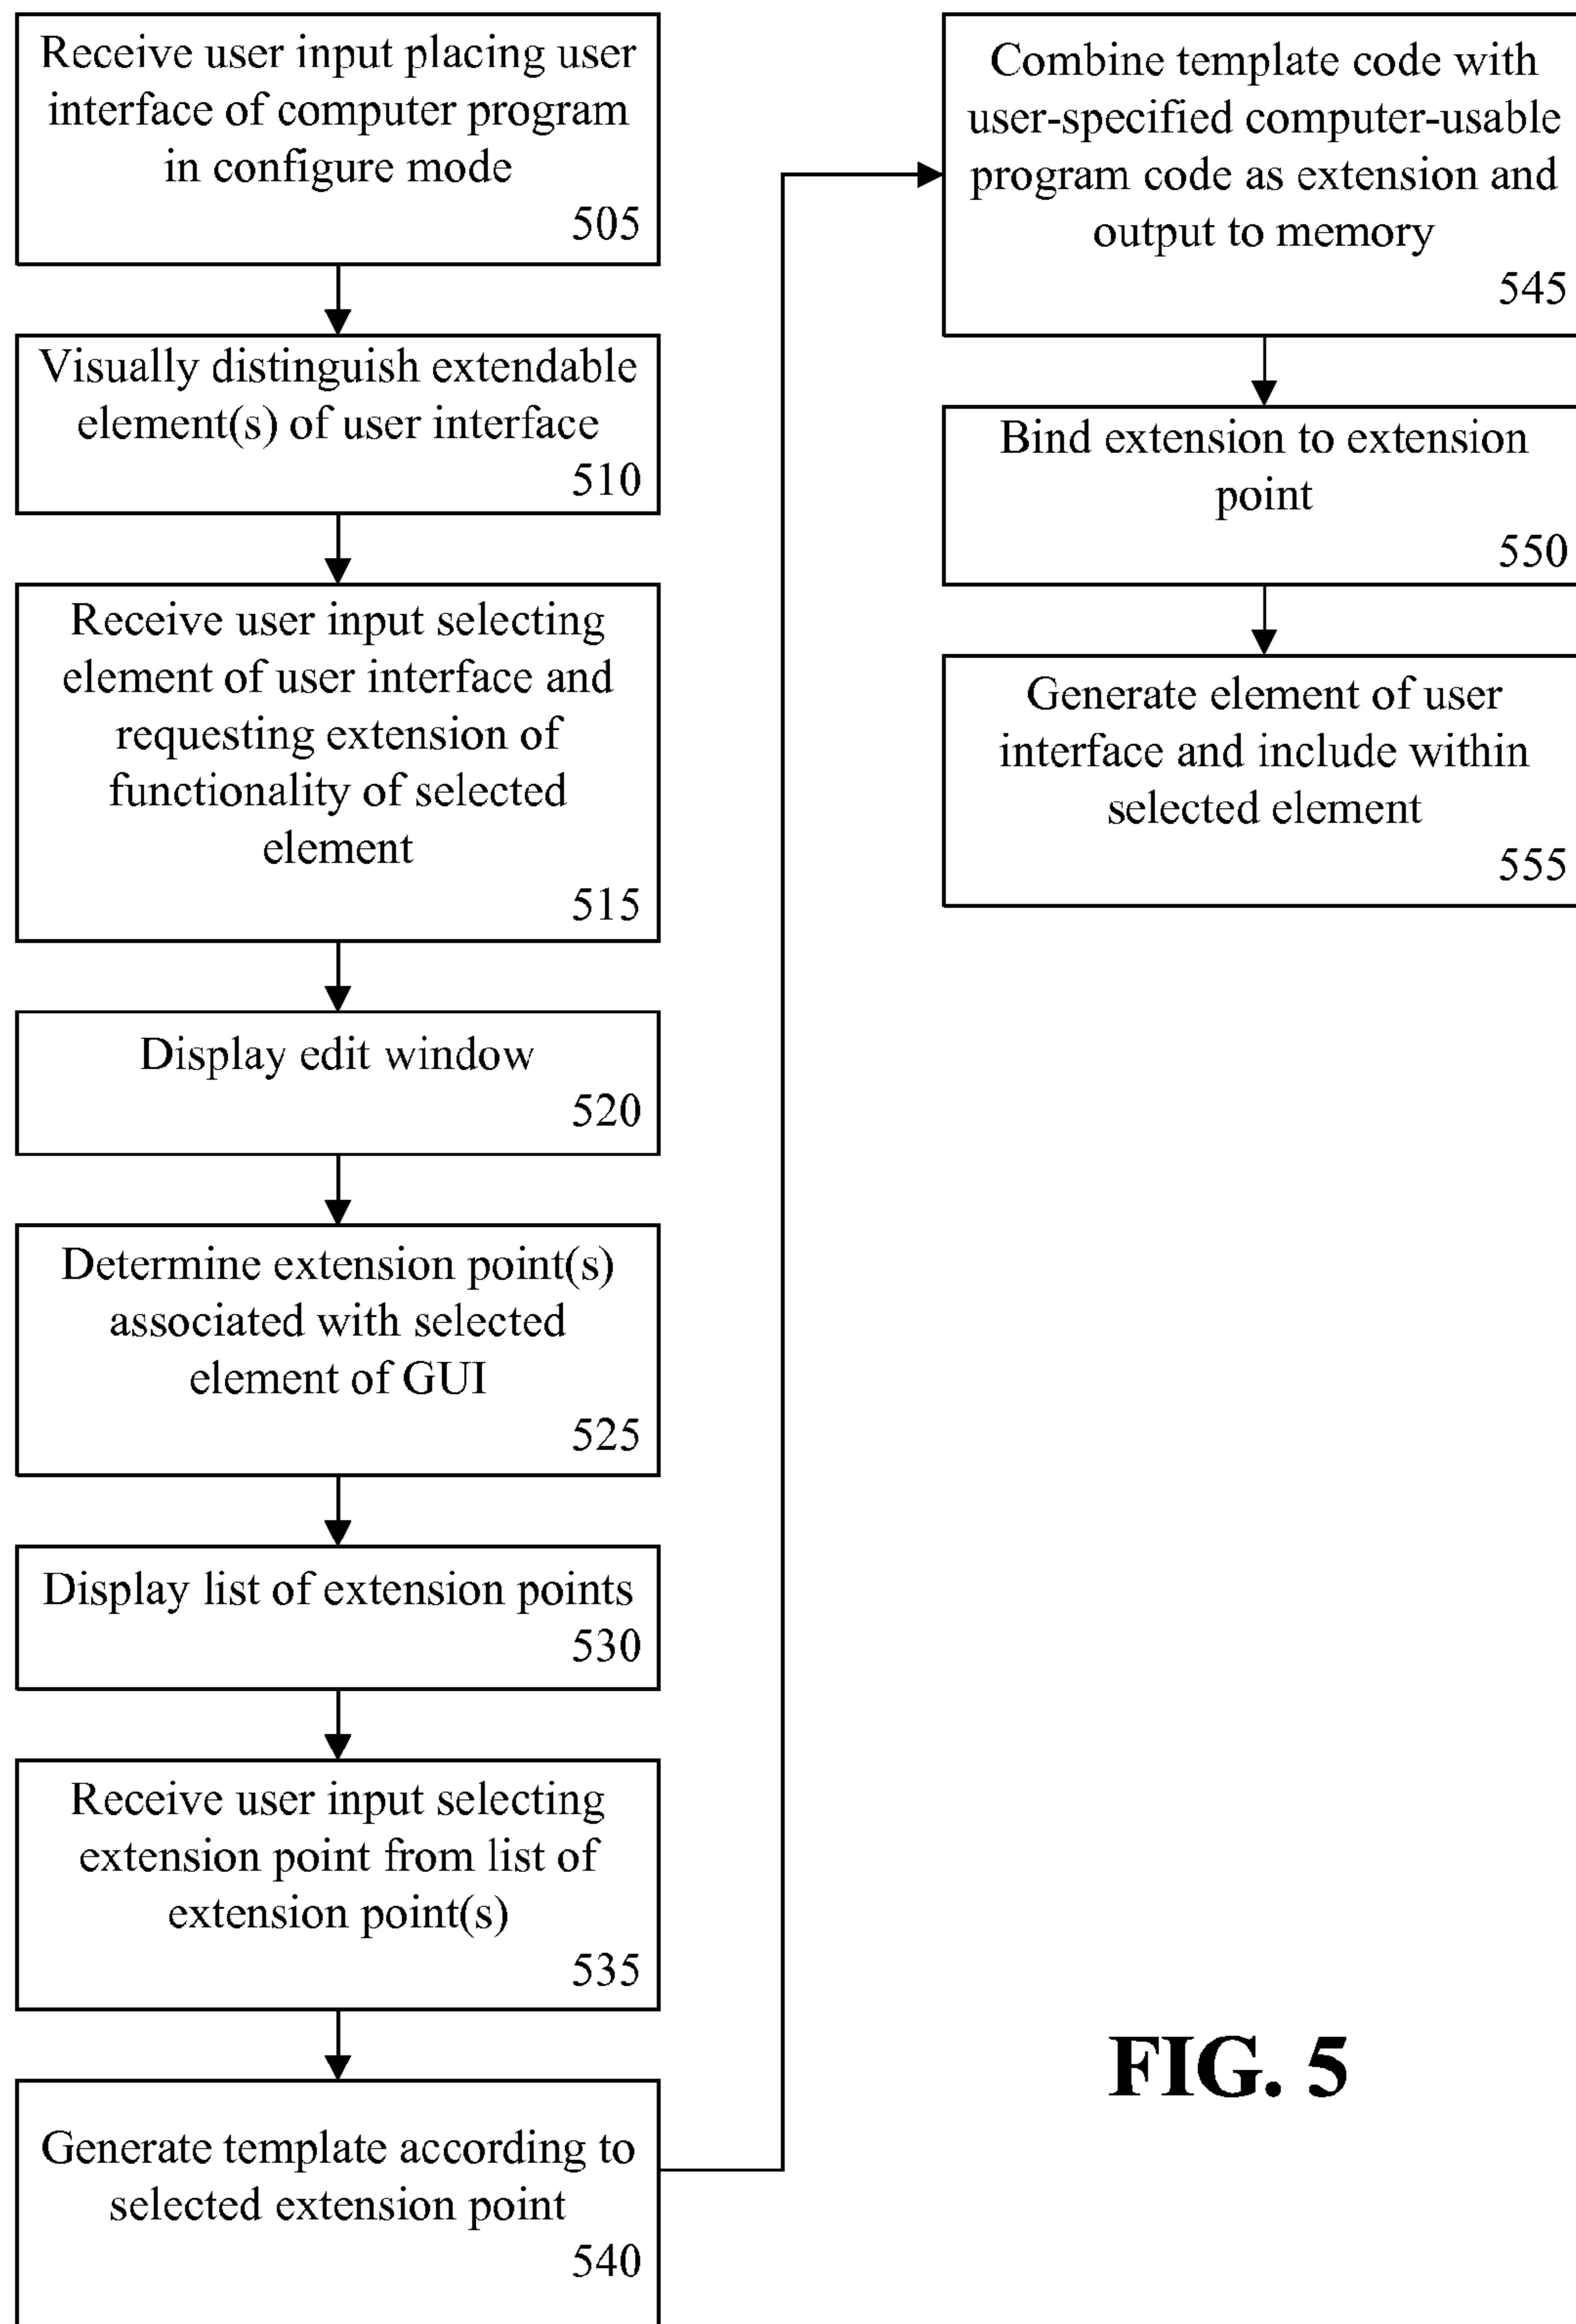 Receive user input placing user
interface of computer program
in configure mode
505
Visually distinguish extendable
element(s) of user interface
510
Receive user input selecting
element of user interface and
requesting extension of
functionality of selected
element
515
Display edit window
520
Determine extension point(s)
associated with selected
element of GUI
525
Display list of extension points
530
Receive user input selecting
extension point from list of
extension point(s)
535
Generate template according to
selected extension point
540
Combine template code with
user-specified computer-usable
program code as extension and
output to memory
545
Bind extension to extension
point
550
Generate element of user
interface and include within
selected element
555
FIG. 5